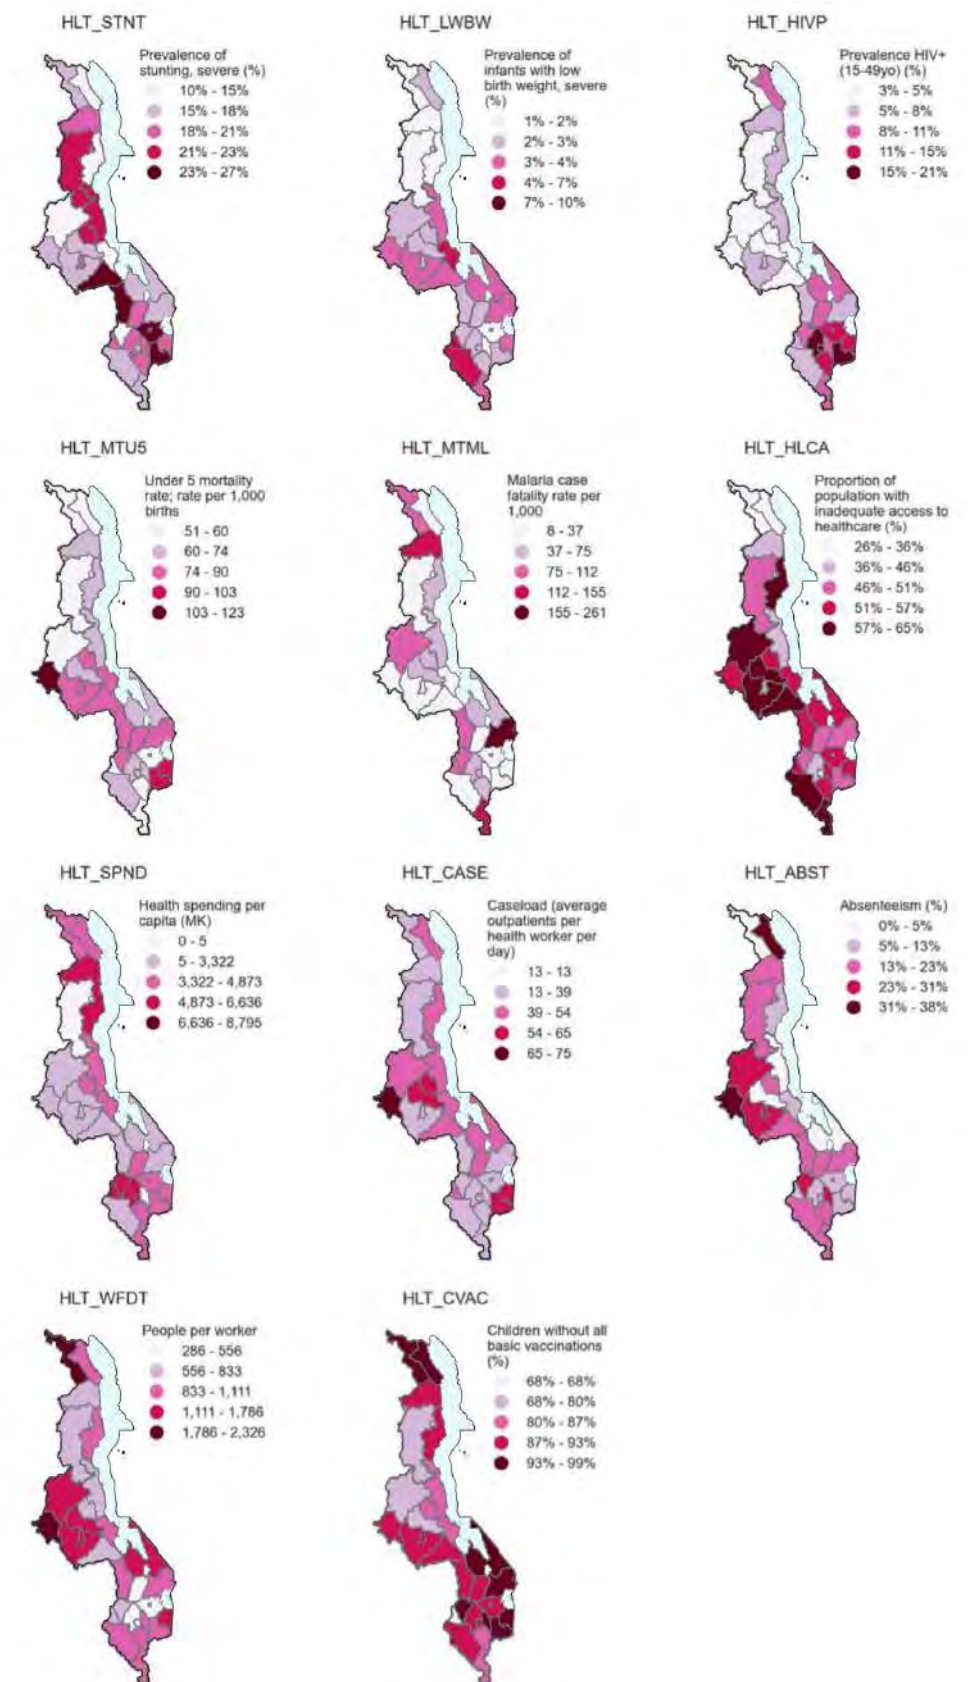 HLT_STNT
Prevalence of
stunting, severe (%)
10% - 15%
15% - 18%
18% - 21%
21% - 23%
23% - 27%
HLT_LWBW
Prevalence of
infants with low
birth weight, severe
(%)
1% - 2%
2% - 3%
3% - 4%
4% - 7%
7% - 10%
HLT_HIVP
Prevalence HIV+
(15-49yo) (%)
3% - 5%
5% - 8%
8% - 11%
11% - 15%
15% - 21%
HLT_MTU5
Under 5 mortality
rate; rate per 1,000
births
51 - 60
60 - 74
74 - 90
90 - 103
103 - 123
HLT_MTML
Malaria case
fatality rate per
1,000
8 - 37
37 - 75
75 - 112
112 - 155
155 - 261
HLT_HLCA
Proportion of
population with
inadequate access to
healthcare (%)
26% - 36%
36% - 46%
46% - 51%
51% - 57%
57% - 65%
HLT_SPND
Health spending per
capita (MK)
0 - 5
5 - 3,322
3,322 - 4,873
4,873 - 6,636
6,636 - 8,795
HLT_CASE
Caseload (average
outpatients per
health worker per
day)
13 - 13
13 - 39
39 - 54
54 - 65
65 - 75
HLT_ABST
Absenteeism (%)
0% - 5%
5% - 13%
13% - 23%
23% - 31%
31% - 38%
HLT_WFDT
People per worker
286 - 556
556 - 833
833 - 1,111
1,111 - 1,786
1,786 - 2,326
HLT_CVAC
Children without all
basic vaccinations
(%)
68% - 68%
68% - 80%
80% - 87%
87% - 93%
93% - 99%